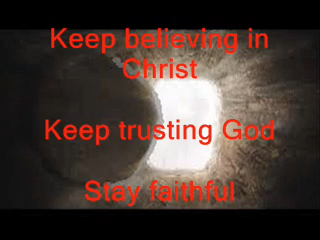 Keep believing in
Christ
Keep trusting God
Stay faithful